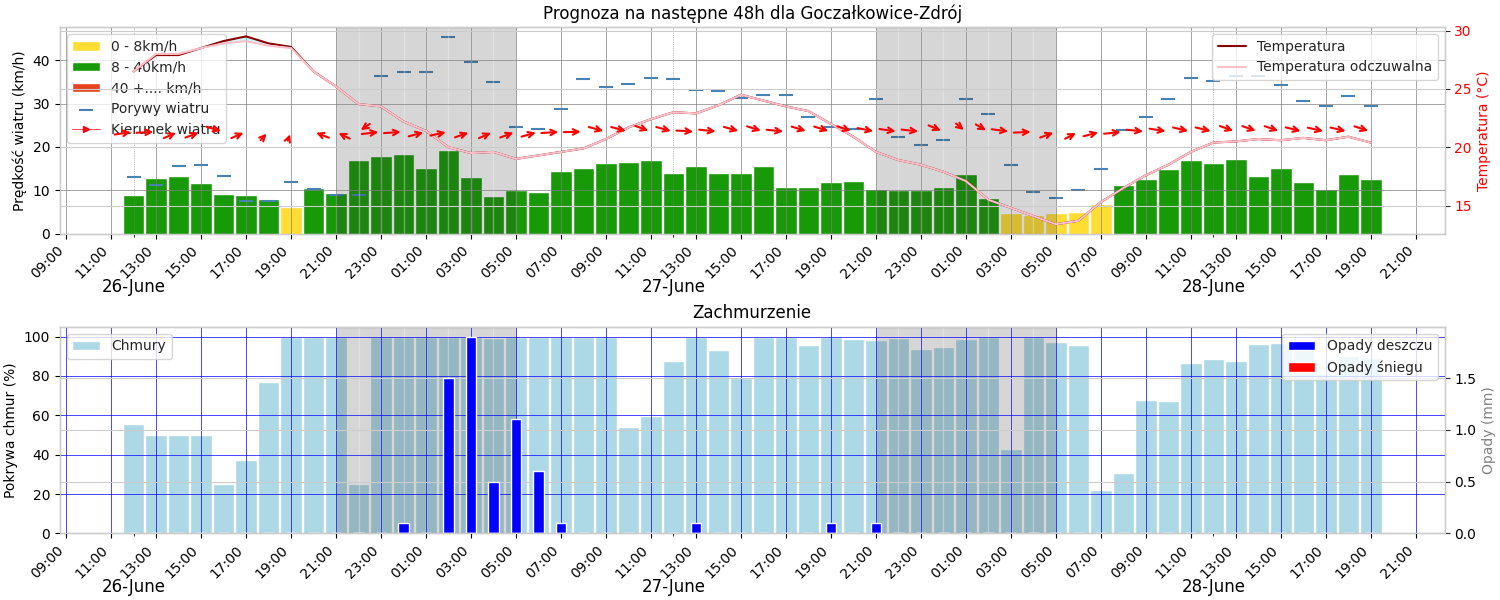 Prognoza na następne 48h dla Goczałkowice-Zdrój
0 - 8km/h
8 - 40km/h
40 +.... km/h
Porywy wiatru
Kierunek wiatru
Temperatura
Temperatura odczuwalna
Prędkość wiatru (km/h)
0 10 20 30 40
Temperatura (°C)
15 20 25 30
09:00 11:00 13:00 15:00 17:00 19:00 21:00 23:00 01:00 03:00 05:00 07:00 09:00 11:00 13:00 15:00 17:00 19:00 21:00 23:00 01:00 03:00 05:00 07:00 09:00 11:00 13:00 15:00 17:00 19:00 21:00
26-June 27-June 28-June
Zachmurzenie
Chmury
Opady deszczu
Opady śniegu
Pokrywa chmur (%)
0 20 40 60 80 100
Opady (mm)
0.0 0.5 1.0 1.5
09:00 11:00 13:00 15:00 17:00 19:00 21:00 23:00 01:00 03:00 05:00 07:00 09:00 11:00 13:00 15:00 17:00 19:00 21:00 23:00 01:00 03:00 05:00 07:00 09:00 11:00 13:00 15:00 17:00 19:00 21:00
26-June 27-June 28-June